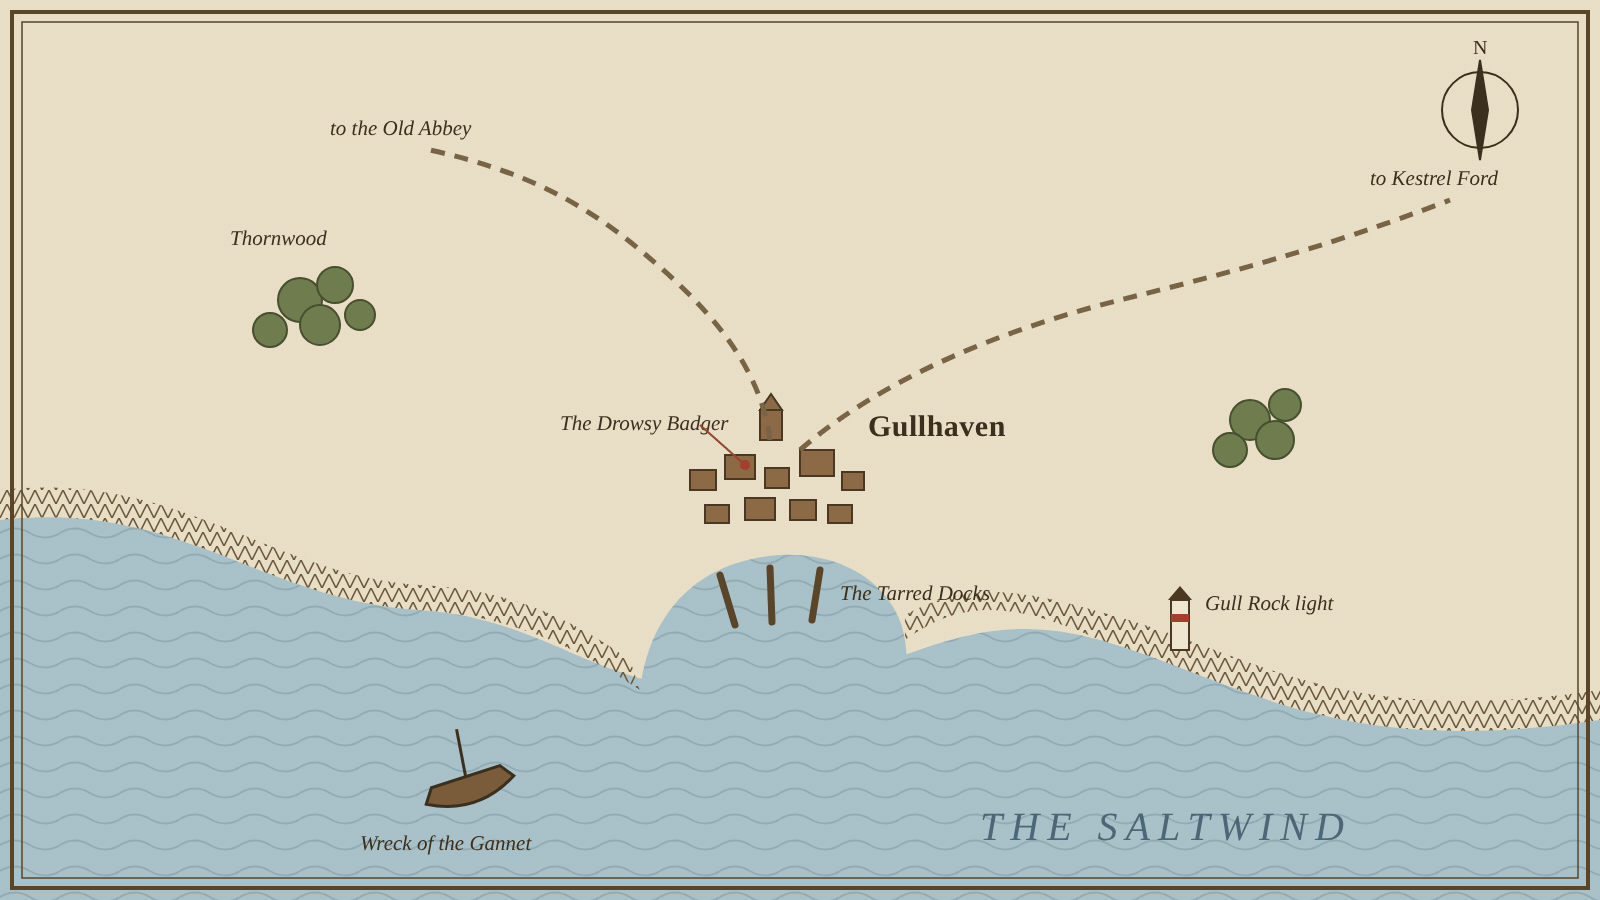 N
to the Old Abbey
to Kestrel Ford
Thornwood
The Drowsy Badger
Gullhaven
The Tarred Docks
Gull Rock light
THE SALTWIND
Wreck of the Gannet